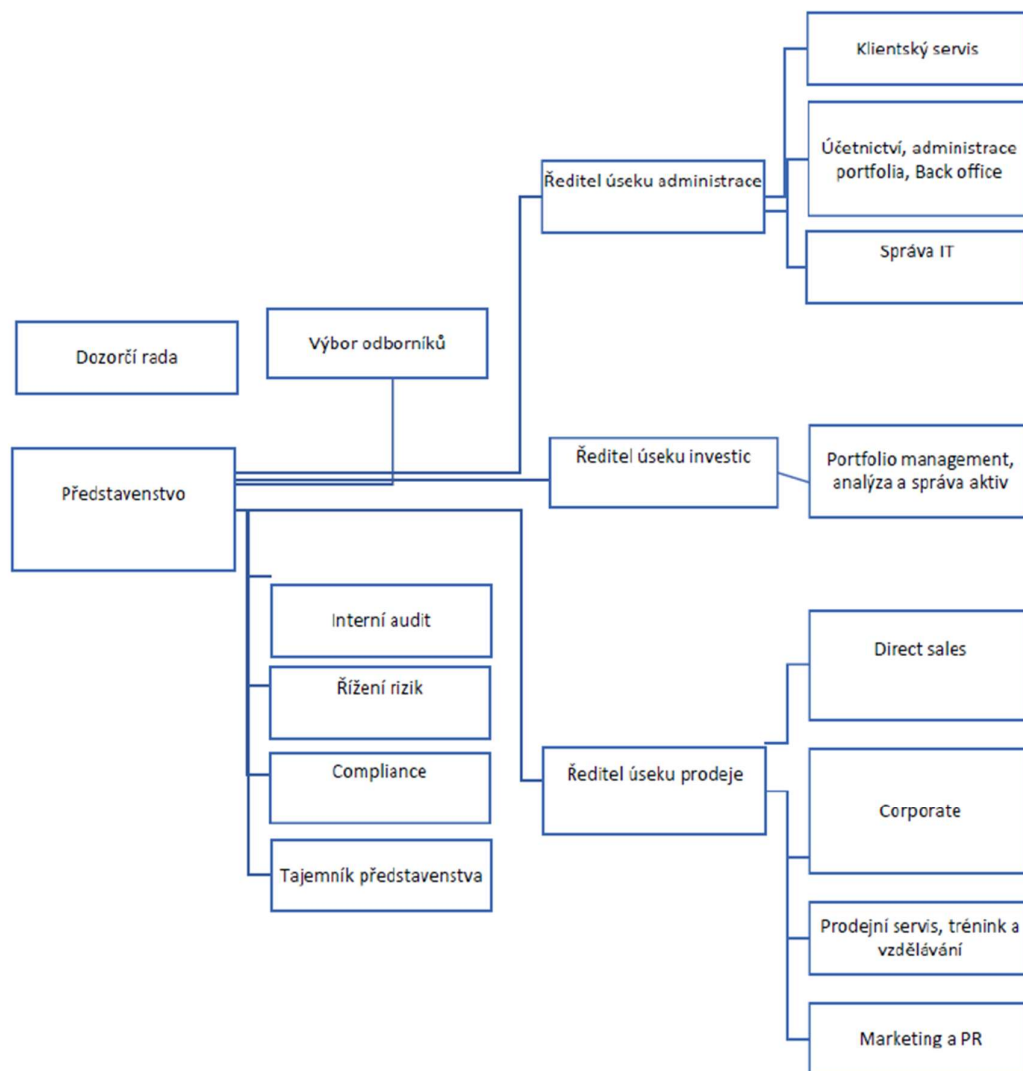 Klientský servis
Účetnictví, administrace
portfolia, Back office
Ředitel úseku administrace
Správa IT
Výbor odborníků
Dozorčí rada
Ředitel úseku investic
Portfolio management,
analýza a správa aktiv
Představenstvo
Interní audit
Direct sales
Řížení rizik
Compliance
Ředitel úseku prodeje
Corporate
Tajemník představenstva
Prodejní servis, trénink a
vzdělávání
Marketing a PR